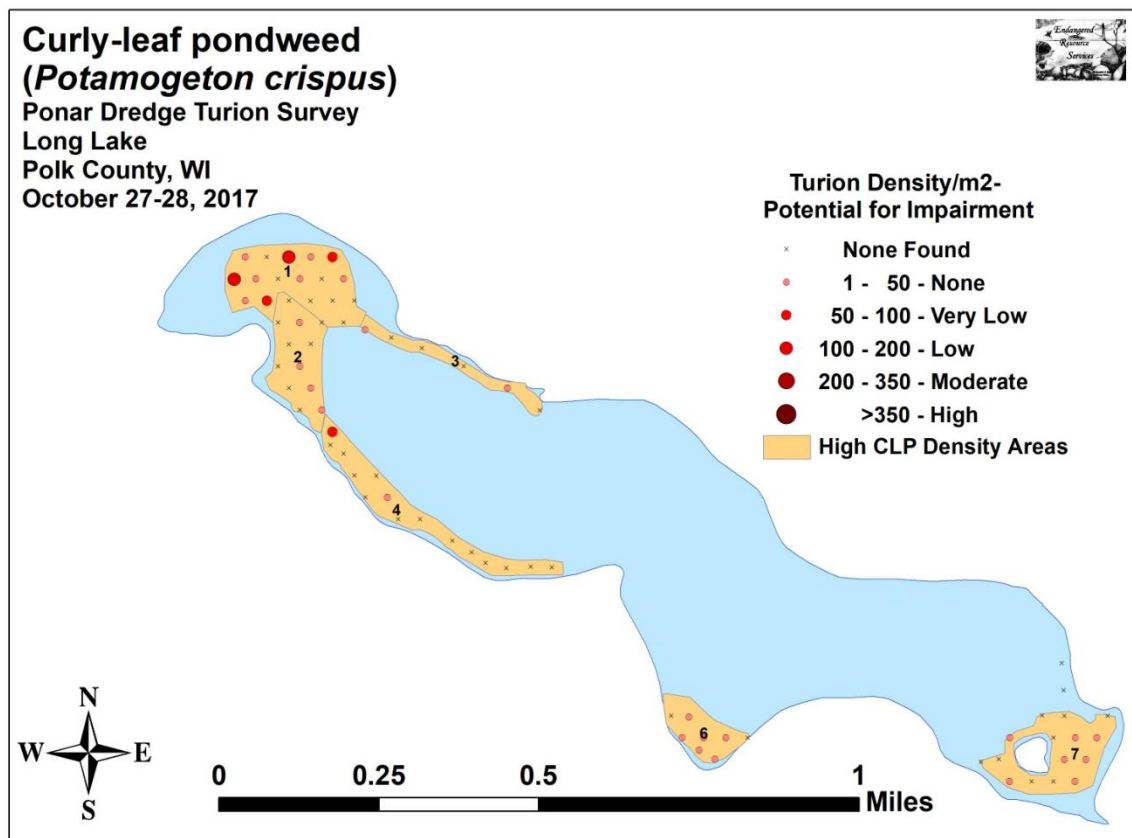 Curly-leaf pondweed
(Potamogeton crispus)
Ponar Dredge Turion Survey
Long Lake
Polk County, WI
October 27-28, 2017
Endangered
Resource
Services
Turion Density/m2-
Potential for Impairment
None Found
1 - 50 - None
50 - 100 - Very Low
100 - 200 - Low
200 - 350 - Moderate
>350 - High
High CLP Density Areas
1
2
3
4
6
7
N
W E
S
0 0.25 0.5 1
Miles